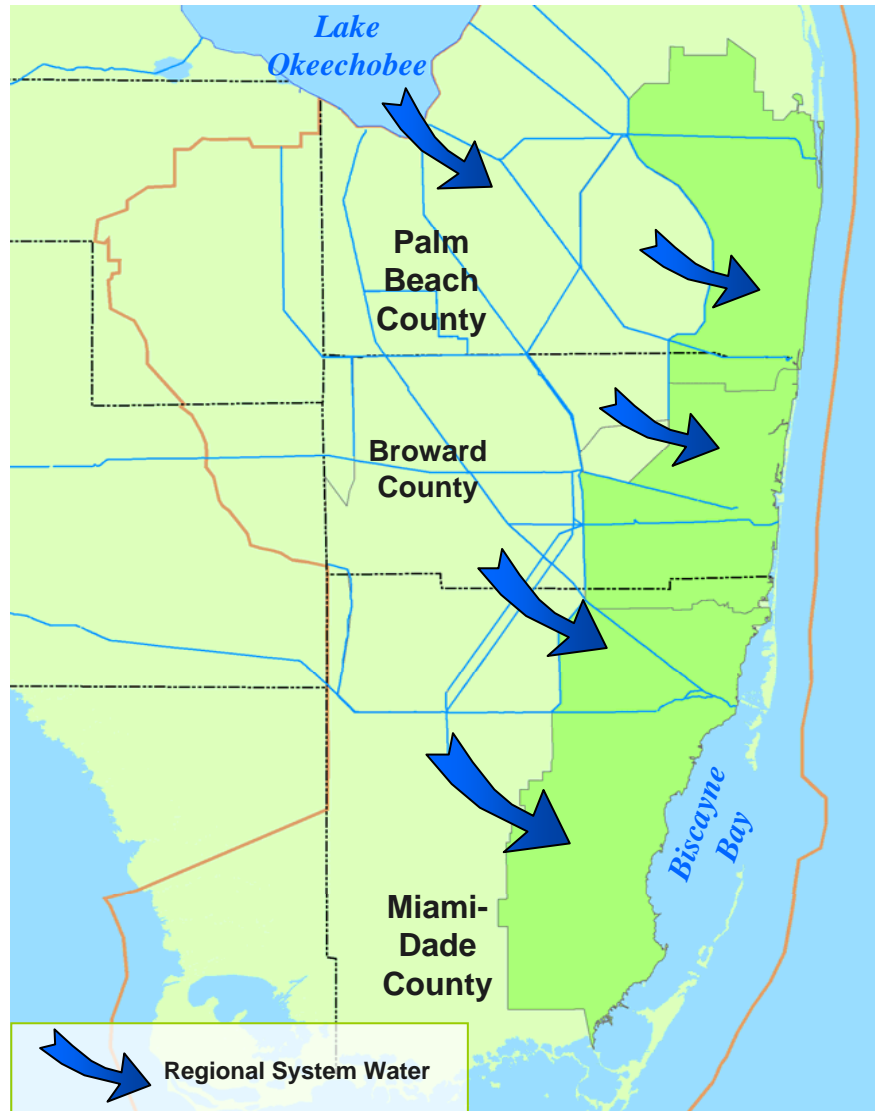 Lake
Okeechobee
Palm
Beach
County
Broward
County
Biscayne
Bay
Miami-
Dade
County
Regional System Water